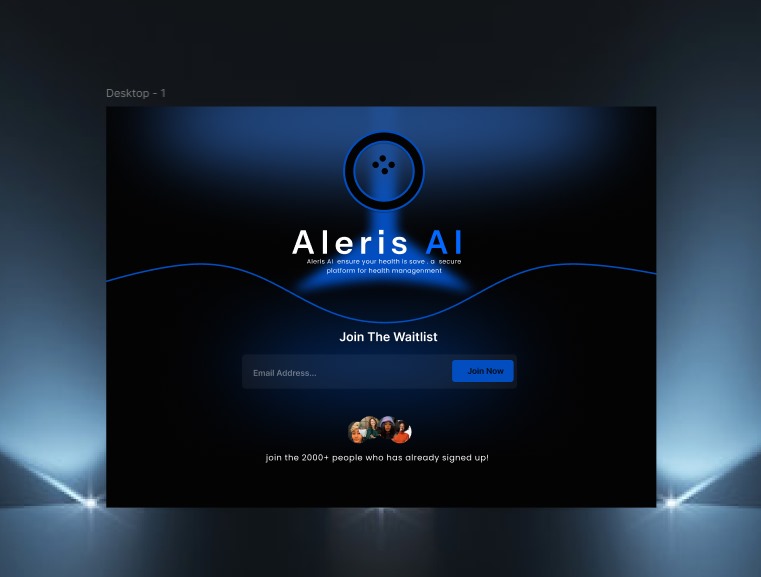 Desktop - 1
Aleris AI
Aleris AI ensure your health is save . a secure
platform for health managenment
Join The Waitlist
Email Address...
Join Now
join the 2000+ people who has already signed up!